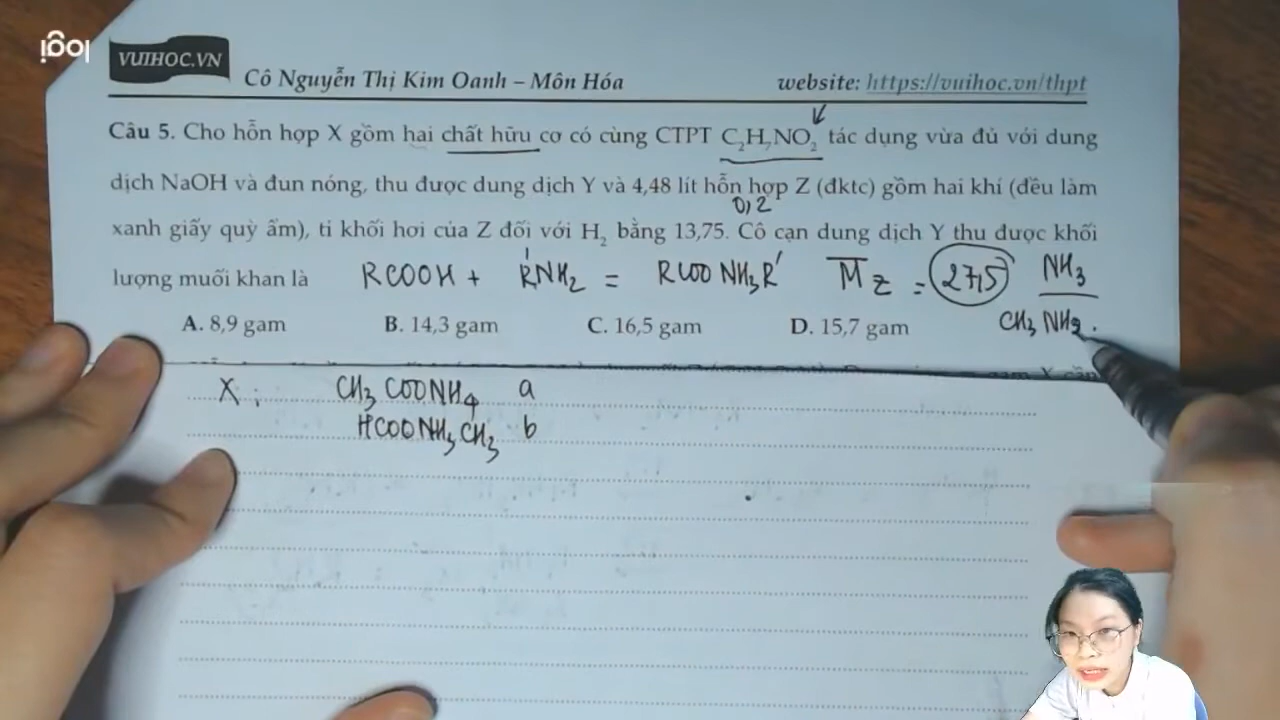 logi
VUIHOC.VN
Cô Nguyễn Thị Kim Oanh – Môn Hóa
website: https://vuihoc.vn/thpt
Câu 5. Cho hỗn hợp X gồm hai chất hữu cơ có cùng CTPT C₂H₇NO₂ tác dụng vừa đủ với dung
dịch NaOH và đun nóng, thu được dung dịch Y và 4,48 lít hỗn hợp Z (đktc) gồm hai khí (đều làm
0,2
xanh giấy quỳ ẩm), tỉ khối hơi của Z đối với H₂ bằng 13,75. Cô cạn dung dịch Y thu được khối
lượng muối khan là
RCOOH + R'NH₂ = RCOONH₃R'
M̅z = 27,5
NH₃
CH₃NH₂.
A. 8,9 gam
B. 14,3 gam
C. 16,5 gam
D. 15,7 gam
X : CH₃COONH₄ a
HCOONH₃CH₃ b